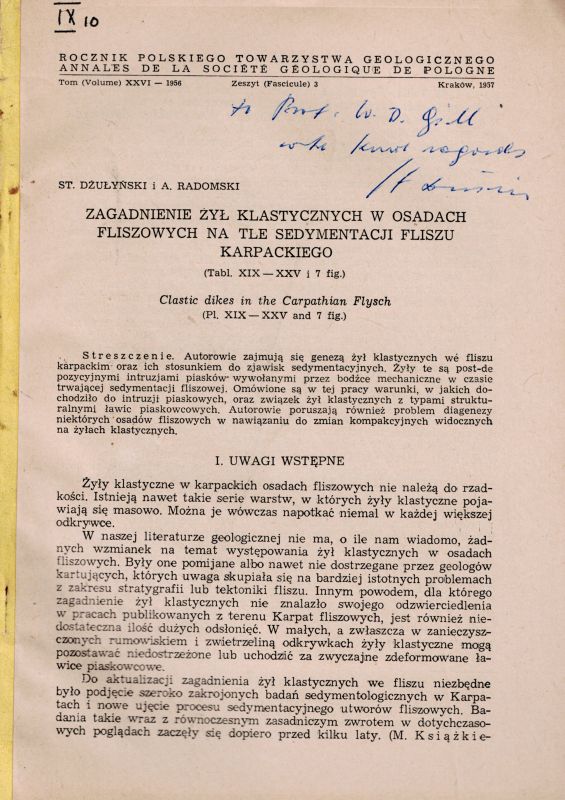 IX 10
ROCZNIK POLSKIEGO TOWARZYSTWA GEOLOGICZNEGO
ANNALES DE LA SOCIÉTÉ GÉOLOGIQUE DE POLOGNE
Tom (Volume) XXVI — 1956 Zeszyt (Fascicule) 3 Kraków, 1957
to Prof. W. D. Gill
with kind regards
ST. DŻUŁYŃSKI i A. RADOMSKI
ZAGADNIENIE ŻYŁ KLASTYCZNYCH W OSADACH
FLISZOWYCH NA TLE SEDYMENTACJI FLISZU
KARPACKIEGO
(Tabl. XIX — XXV i 7 fig.)
Clastic dikes in the Carpathian Flysch
(Pl. XIX — XXV and 7 fig.)
Streszczenie. Autorowie zajmują się genezą żył klastycznych wé fliszu
karpackim oraz ich stosunkiem do zjawisk sedymentacyjnych. Żyły te są post-de
pozycyjnymi intruzjami piasków wywołanymi przez bodźce mechaniczne w czasie
trwającej sedymentacji fliszowej. Omówione są w tej pracy warunki, w jakich do-
chodziło do intruzji piaskowych, oraz związek żył klastycznych z typami struktu-
ralnymi ławic piaskowcowych. Autorowie poruszają również problem diagenezy
niektórych osadów fliszowych w nawiązaniu do zmian kompakcyjnych widocznych
na żyłach klastycznych.
I. UWAGI WSTĘPNE
Żyły klastyczne w karpackich osadach fliszowych nie należą do rzad-
kości. Istnieją nawet takie serie warstw, w których żyły klastyczne poja-
wiają się masowo. Można je wówczas napotkać niemal w każdej większej
odkrywce.
W naszej literaturze geologicznej nie ma, o ile nam wiadomo, żad-
nych wzmianek na temat występowania żył klastycznych w osadach
fliszowych. Były one pomijane albo nawet nie dostrzegane przez geologów
kartujących, których uwaga skupiała się na bardziej istotnych problemach
z zakresu stratygrafii lub tektoniki fliszu. Innym powodem, dla którego
zagadnienie żył klastycznych nie znalazło swojego odzwierciedlenia
w pracach publikowanych z terenu Karpat fliszowych, jest również nie-
dostateczna ilość dużych odsłonięć. W małych, a zwłaszcza w zanieczysz-
czonych rumowiskiem i zwietrzeliną odkrywkach żyły klastyczne mogą
pozostawać niedostrzeżone lub uchodzić za zwyczajne zdeformowane ła-
wice piaskowcowe.
Do aktualizacji zagadnienia żył klastycznych we fliszu niezbędne
było podjęcie szeroko zakrojonych badań sedymentologicznych w Karpa-
tach i nowe ujęcie procesu sedymentacyjnego utworów fliszowych. Ba-
dania takie wraz z równoczesnym zasadniczym zwrotem w dotychczaso-
wych poglądach zaczęły się dopiero przed kilku laty. (M. Książkie-